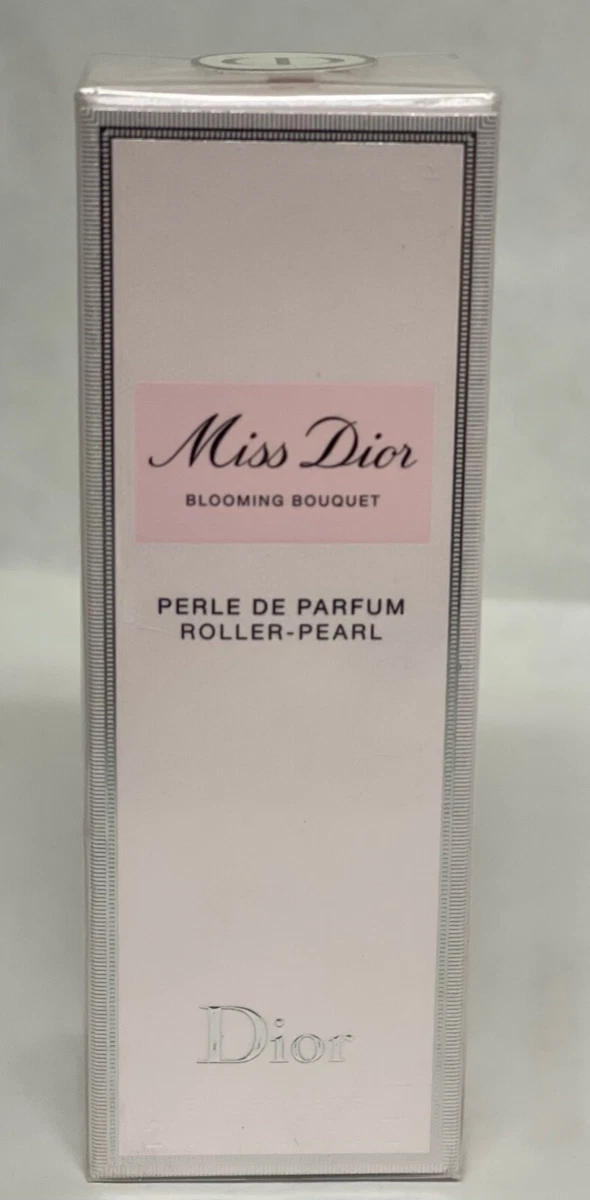 Miss Dior
BLOOMING BOUQUET
PERLE DE PARFUM
ROLLER-PEARL
Dior